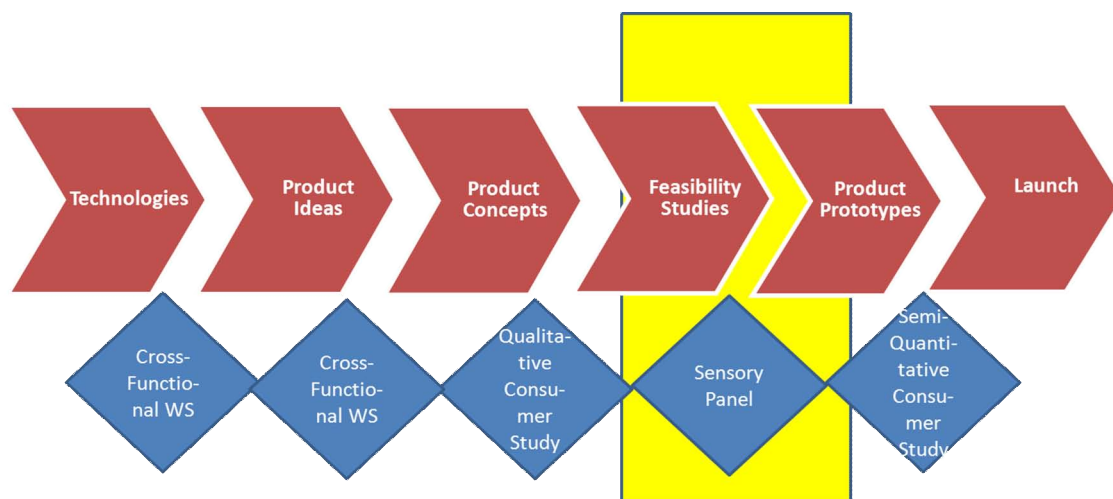 Technologies
Product
Ideas
Product
Concepts
Feasibility
Studies
Product
Prototypes
Launch
Cross-
Functio-
nal WS
Cross-
Functio-
nal WS
Qualita-
tive
Consu-
mer
Study
Sensory
Panel
Semi-
Quanti-
tative
Consu-
mer
Study